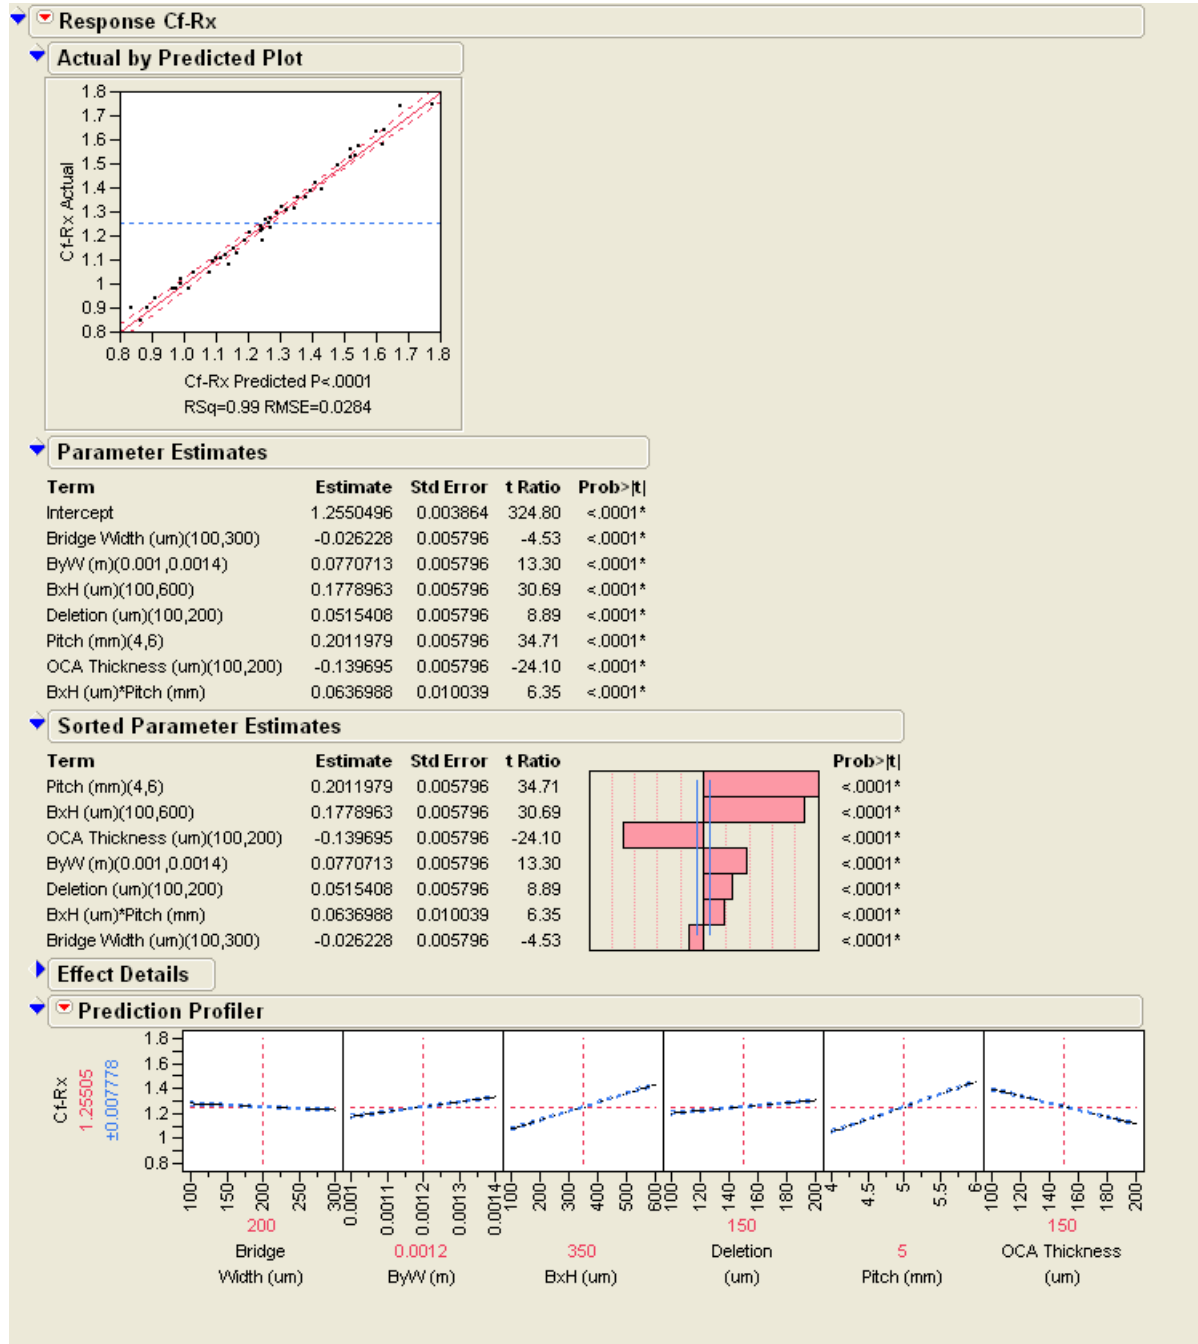 Response Cf-Rx
Actual by Predicted Plot
1.8
1.7
1.6
1.5
1.4
1.3
1.2
1.1
1
0.9
0.8
Cf-Rx Actual
0.8 0.9 1.0 1.1 1.2 1.3 1.4 1.5 1.6 1.7 1.8
Cf-Rx Predicted P<.0001
RSq=0.99 RMSE=0.0284
Parameter Estimates
Term Estimate Std Error t Ratio Prob>|t|
Intercept 1.2550496 0.003864 324.80 <.0001*
Bridge Width (um)(100,300) -0.026228 0.005796 -4.53 <.0001*
ByW (m)(0.001,0.0014) 0.0770713 0.005796 13.30 <.0001*
BxH (um)(100,600) 0.1778963 0.005796 30.69 <.0001*
Deletion (um)(100,200) 0.0515408 0.005796 8.89 <.0001*
Pitch (mm)(4,6) 0.2011979 0.005796 34.71 <.0001*
OCA Thickness (um)(100,200) -0.139695 0.005796 -24.10 <.0001*
BxH (um)*Pitch (mm) 0.0636988 0.010039 6.35 <.0001*
Sorted Parameter Estimates
Term Estimate Std Error t Ratio Prob>|t|
Pitch (mm)(4,6) 0.2011979 0.005796 34.71 <.0001*
BxH (um)(100,600) 0.1778963 0.005796 30.69 <.0001*
OCA Thickness (um)(100,200) -0.139695 0.005796 -24.10 <.0001*
ByW (m)(0.001,0.0014) 0.0770713 0.005796 13.30 <.0001*
Deletion (um)(100,200) 0.0515408 0.005796 8.89 <.0001*
BxH (um)*Pitch (mm) 0.0636988 0.010039 6.35 <.0001*
Bridge Width (um)(100,300) -0.026228 0.005796 -4.53 <.0001*
Effect Details
Prediction Profiler
Cf-Rx
1.25505
±0.007778
1.8
1.6
1.4
1.2
1
0.8
100 150 200 250 300 0.001 0.0011 0.0012 0.0013 0.0014 100 200 300 400 500 600 100 120 140 160 180 200 4 4.5 5 5.5 6 100 120 140 160 180 200
200 0.0012 350 150 5 150
Bridge ByW (m) BxH (um) Deletion Pitch (mm) OCA Thickness
Width (um) (um) (um)